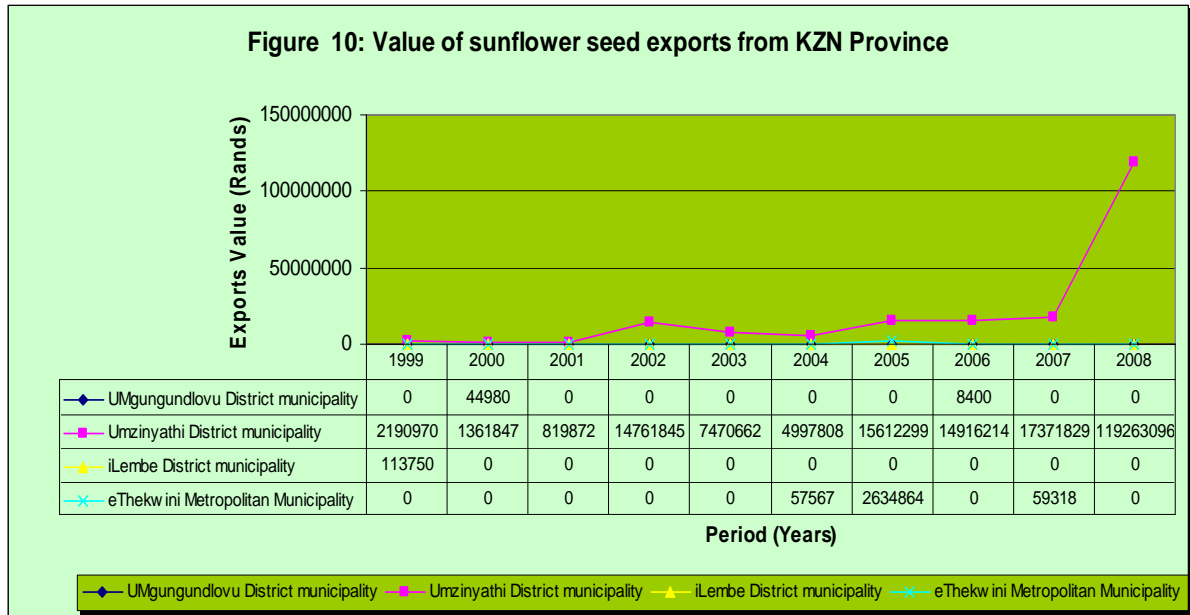 Figure 10: Value of sunflower seed exports from KZN Province
150000000
100000000
50000000
0
Exports Value (Rands)
1999 2000 2001 2002 2003 2004 2005 2006 2007 2008
UMgungundlovu District municipality 0 44980 0 0 0 0 0 8400 0 0
Umzinyathi District municipality 2190970 1361847 819872 14761845 7470662 4997808 15612299 14916214 17371829 119263096
iLembe District municipality 113750 0 0 0 0 0 0 0 0 0
eThekwini Metropolitan Municipality 0 0 0 0 0 57567 2634864 0 59318 0
Period (Years)
UMgungundlovu District municipality Umzinyathi District municipality iLembe District municipality eThekwini Metropolitan Municipality